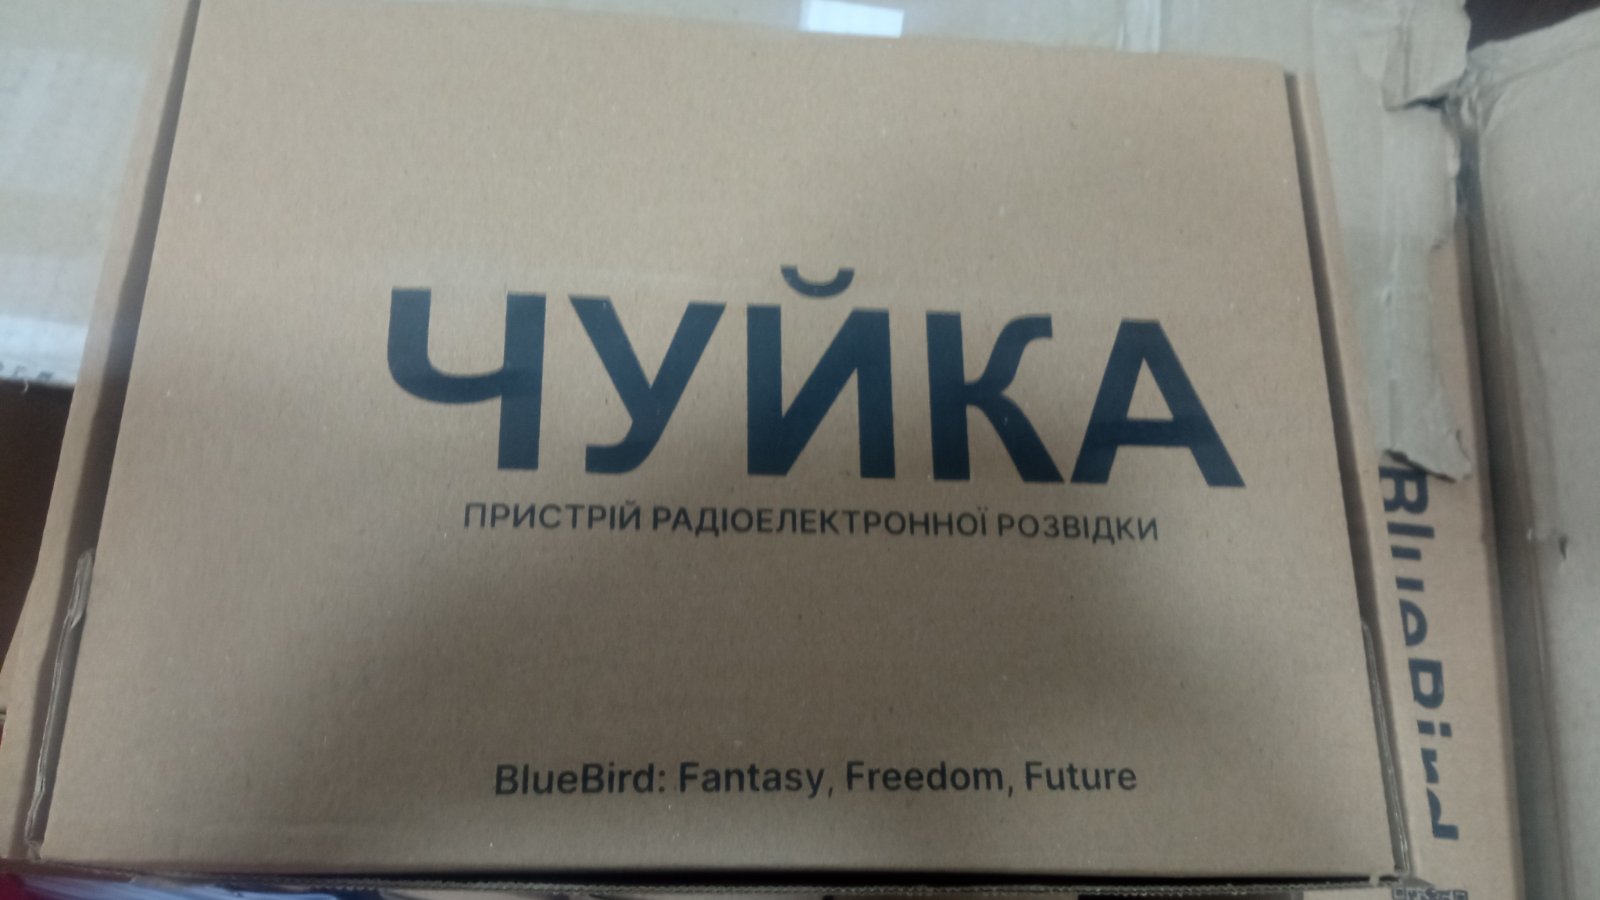 ЧУЙКА
ПРИСТРІЙ РАДІОЕЛЕКТРОННОЇ РОЗВІДКИ
BlueBird: Fantasy, Freedom, Future
BlueBird